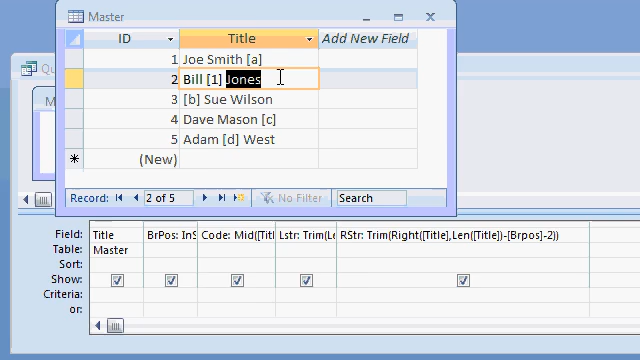 Master
ID Title Add New Field
1 Joe Smith [a]
2 Bill [1] Jones
3 [b] Sue Wilson
4 Dave Mason [c]
5 Adam [d] West
* (New)
Record: 2 of 5 No Filter Search
Qu
M
Field: Title BrPos: InS Code: Mid([Titl Lstr: Trim(Le RStr: Trim(Right([Title],Len([Title])-[Brpos]-2))
Table: Master
Sort:
Show:
Criteria:
or: